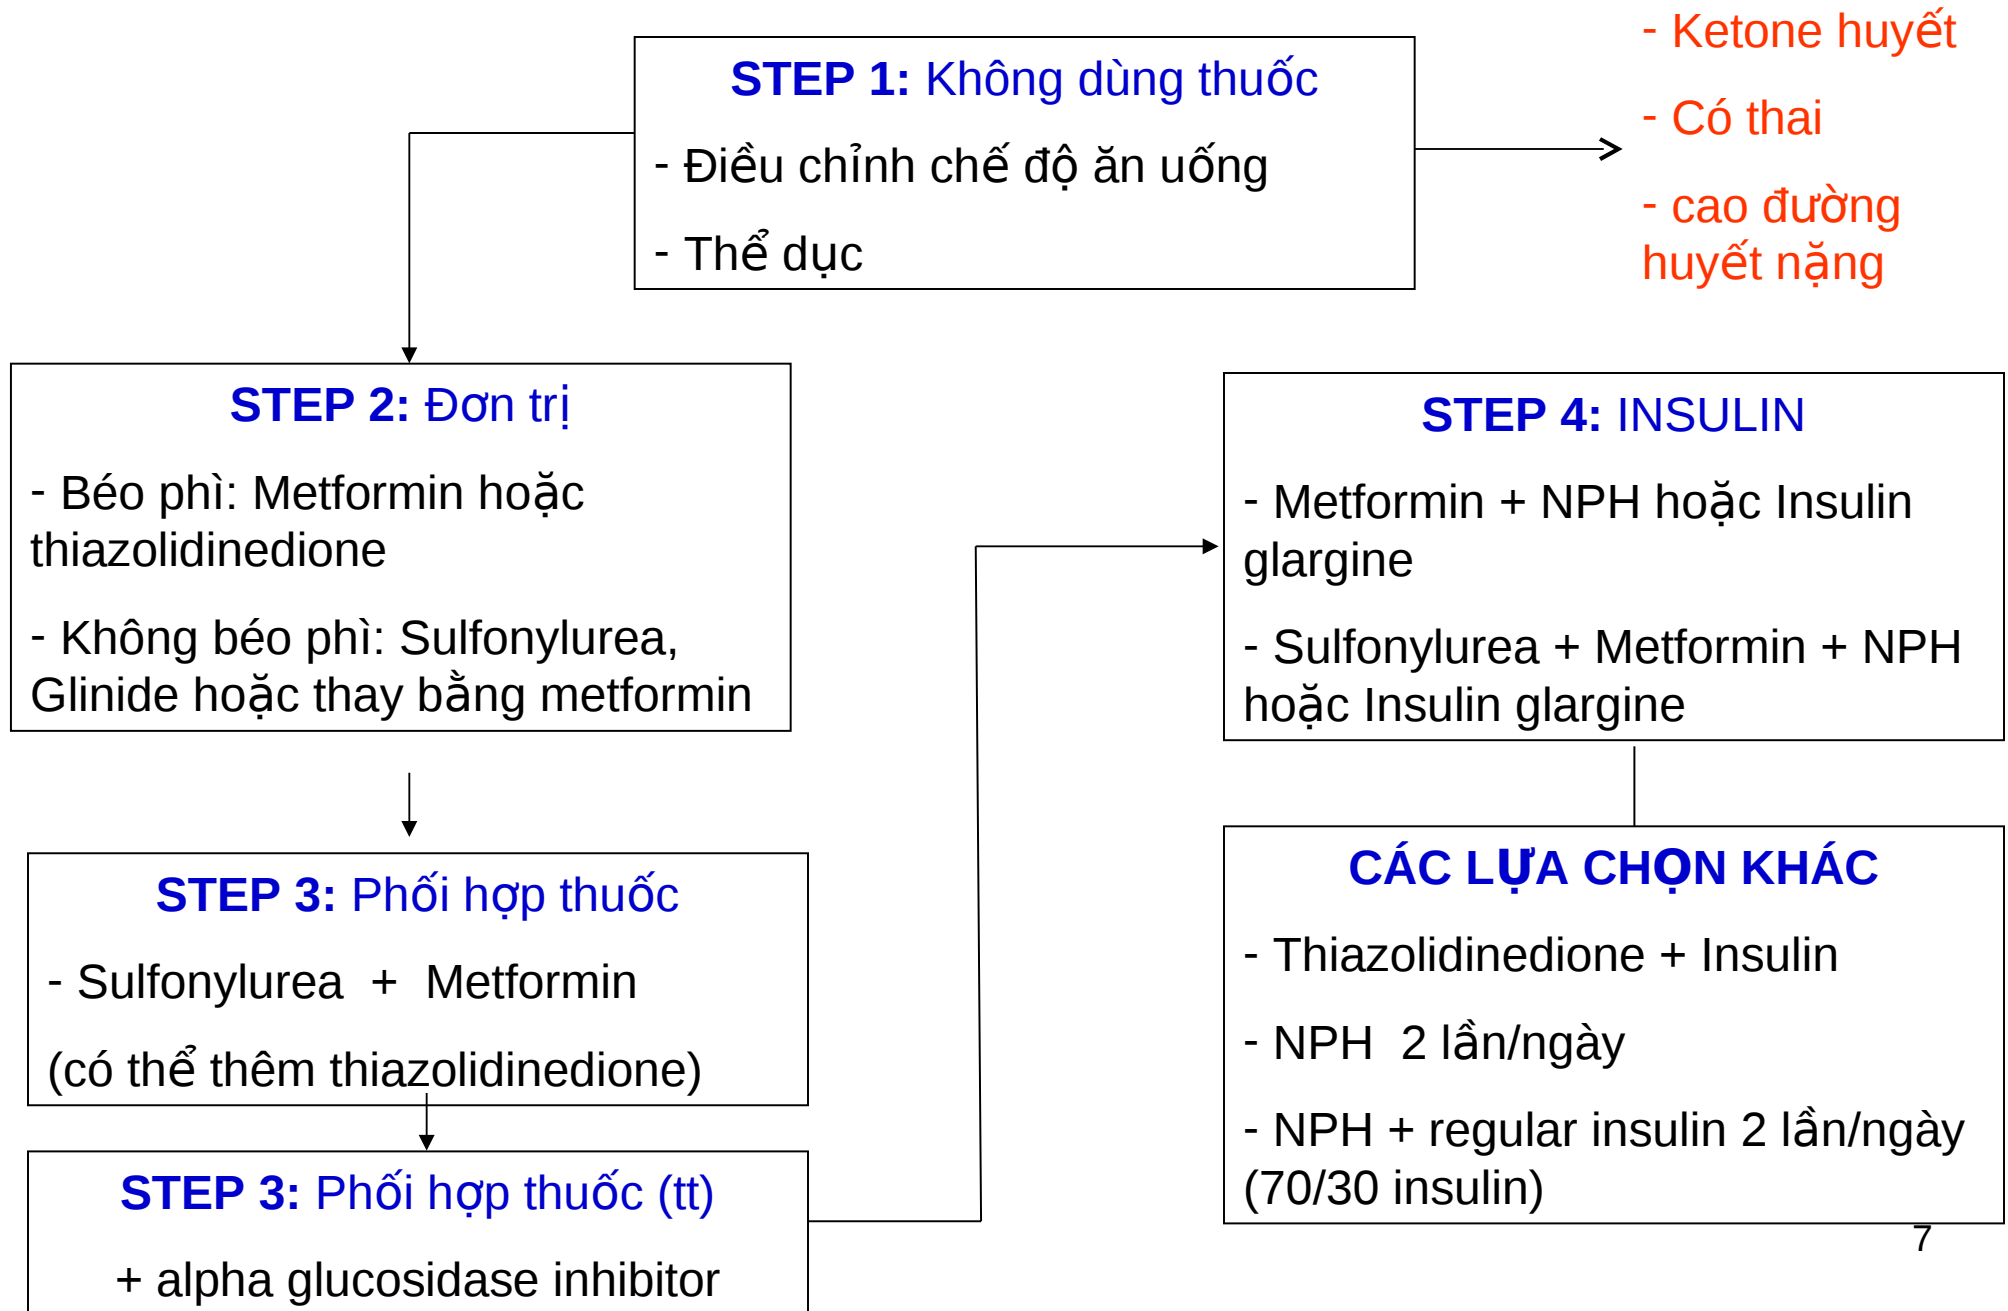 STEP 1: Không dùng thuốc
- Điều chỉnh chế độ ăn uống
- Thể dục
- Ketone huyết
- Có thai
- cao đường
huyết nặng
STEP 2: Đơn trị
- Béo phì: Metformin hoặc
thiazolidinedione
- Không béo phì: Sulfonylurea,
Glinide hoặc thay bằng metformin
STEP 3: Phối hợp thuốc
- Sulfonylurea + Metformin
(có thể thêm thiazolidinedione)
STEP 3: Phối hợp thuốc (tt)
+ alpha glucosidase inhibitor
STEP 4: INSULIN
- Metformin + NPH hoặc Insulin
glargine
- Sulfonylurea + Metformin + NPH
hoặc Insulin glargine
CÁC LỰA CHỌN KHÁC
- Thiazolidinedione + Insulin
- NPH 2 lần/ngày
- NPH + regular insulin 2 lần/ngày
(70/30 insulin)
7